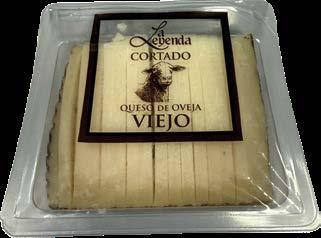 La
Leyenda
CORTADO
QUESO DE OVEJA
VIEJO